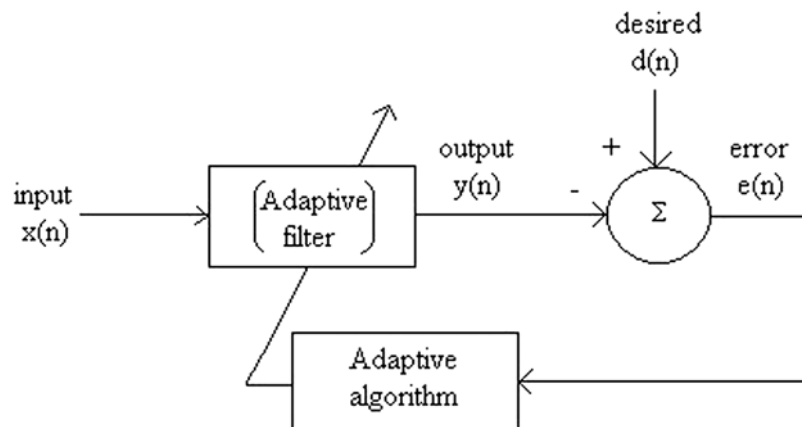 desired
d(n)
input
x(n)
Adaptive
filter
output
y(n)
-
+
Σ
error
e(n)
Adaptive
algorithm